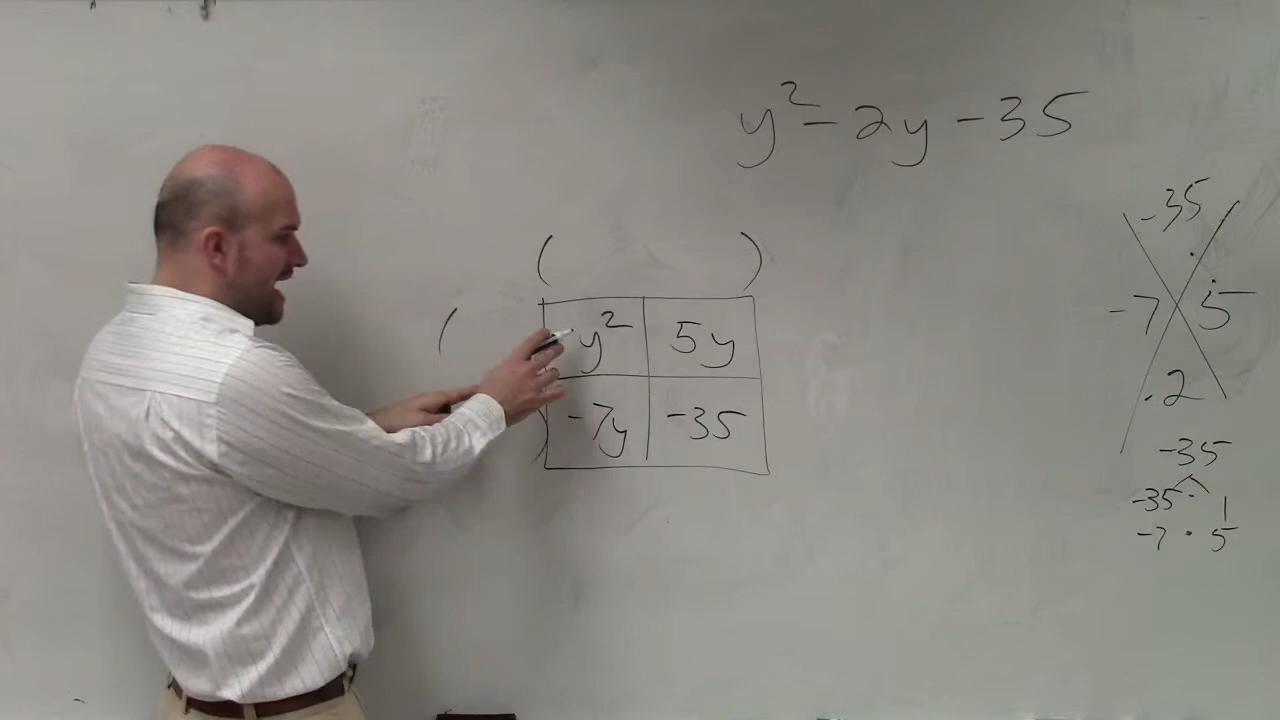 y² - 2y - 35
-35
-7 5
.2
-35
-35 · 1
-7 · 5
( )
( )
y² 5y
-7y -35